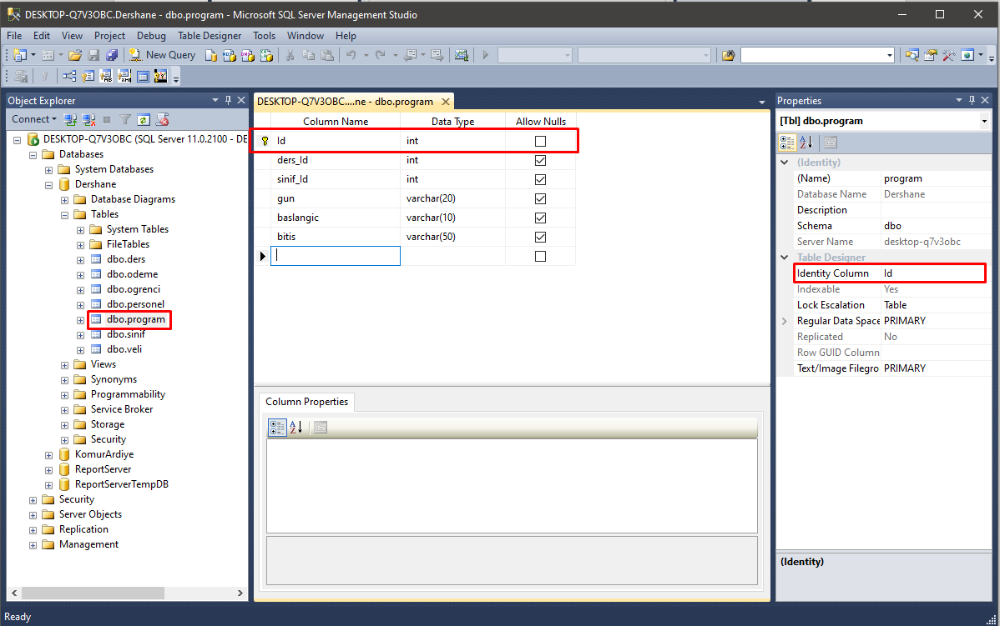 DESKTOP-Q7V3OBC.Dershane - dbo.program - Microsoft SQL Server Management Studio
File Edit View Project Debug Table Designer Tools Window Help
New Query
Object Explorer
Connect
DESKTOP-Q7V3OBC (SQL Server 11.0.2100 - DE
Databases
System Databases
Dershane
Database Diagrams
Tables
System Tables
FileTables
dbo.ders
dbo.odeme
dbo.ogrenci
dbo.personel
dbo.program
dbo.sinif
dbo.veli
Views
Synonyms
Programmability
Service Broker
Storage
Security
KomurArdiye
ReportServer
ReportServerTempDB
Security
Server Objects
Replication
Management
DESKTOP-Q7V3OBC....ne - dbo.program
Column Name Data Type Allow Nulls
Id int
ders_Id int
sinif_Id int
gun varchar(20)
baslangic varchar(10)
bitis varchar(50)
Column Properties
Properties
[Tbl] dbo.program
(Identity)
(Name) program
Database Name Dershane
Description
Schema dbo
Server Name desktop-q7v3obc
Table Designer
Identity Column Id
Indexable Yes
Lock Escalation Table
Regular Data Space PRIMARY
Replicated No
Row GUID Column
Text/Image Filegro PRIMARY
(Identity)
Ready